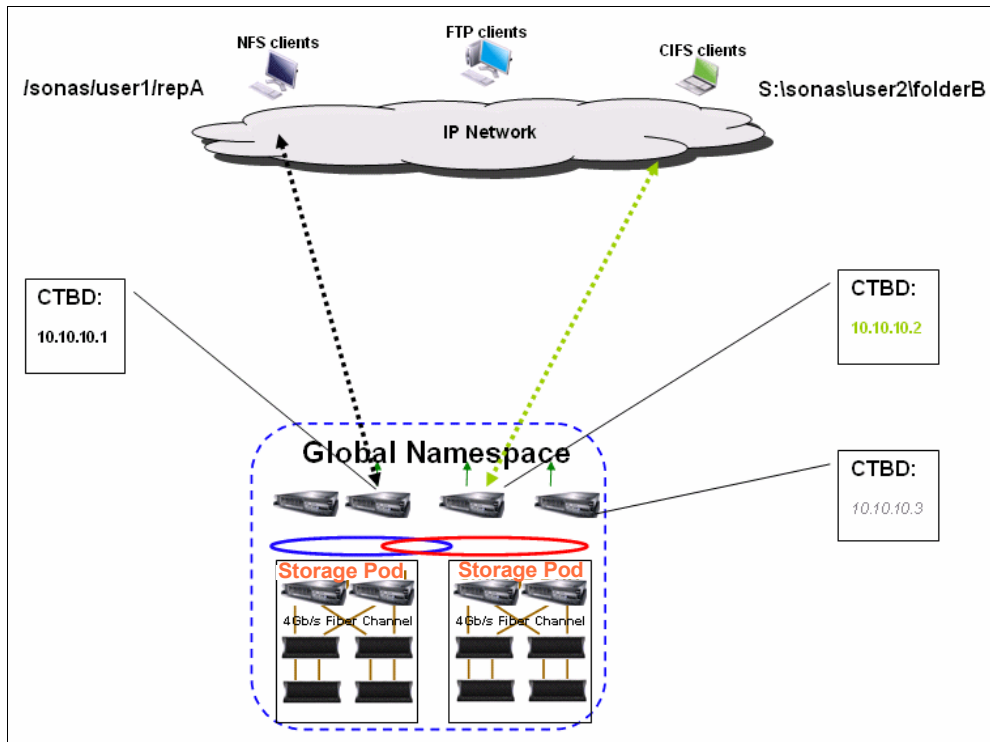 NFS clients
FTP clients
CIFS clients
/sonas/user1/repA
S:\sonas\user2\folderB
IP Network
CTBD:
10.10.10.1
CTBD:
10.10.10.2
Global Namespace
CTBD:
10.10.10.3
Storage Pod
Storage Pod
4Gb/s Fiber Channel
4Gb/s Fiber Channel